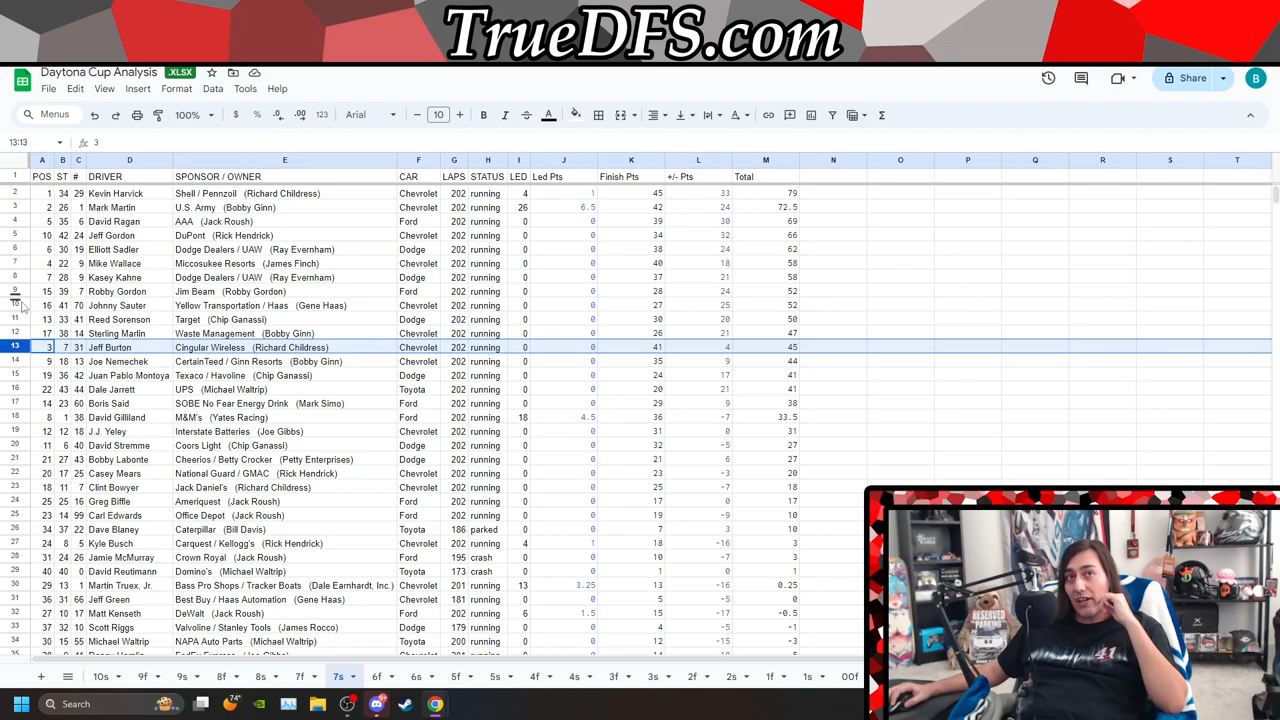 TrueDFS.com
Daytona Cup Analysis .XLSX
File Edit View Insert Format Data Tools Help
Share B
Menus 100% $ % .0 .00 123 Arial 10 B I A Σ
13:13 fx 3
A B C D E F G H I J K L M N O P Q R S T
1 POS ST # DRIVER SPONSOR / OWNER CAR LAPS STATUS LED Led Pts Finish Pts +/- Pts Total
2 1 34 29 Kevin Harvick Shell / Pennzoil (Richard Childress) Chevrolet 202 running 4 1 45 33 79
3 2 26 1 Mark Martin U.S. Army (Bobby Ginn) Chevrolet 202 running 26 6.5 42 24 72.5
4 5 35 6 David Ragan AAA (Jack Roush) Ford 202 running 0 0 39 30 69
5 10 42 24 Jeff Gordon DuPont (Rick Hendrick) Chevrolet 202 running 0 0 34 32 66
6 6 30 19 Elliott Sadler Dodge Dealers / UAW (Ray Evernham) Dodge 202 running 0 0 38 24 62
7 4 22 9 Mike Wallace Miccosukee Resorts (James Finch) Chevrolet 202 running 0 0 40 18 58
8 7 28 9 Kasey Kahne Dodge Dealers / UAW (Ray Evernham) Dodge 202 running 0 0 37 21 58
9 15 39 7 Robby Gordon Jim Beam (Robby Gordon) Ford 202 running 0 0 28 24 52
10 16 41 70 Johnny Sauter Yellow Transportation / Haas (Gene Haas) Chevrolet 202 running 0 0 27 25 52
11 13 33 41 Reed Sorenson Target (Chip Ganassi) Dodge 202 running 0 0 30 20 50
12 17 38 14 Sterling Marlin Waste Management (Bobby Ginn) Chevrolet 202 running 0 0 26 21 47
13 3 7 31 Jeff Burton Cingular Wireless (Richard Childress) Chevrolet 202 running 0 0 41 4 45
14 9 18 13 Joe Nemechek CertainTeed / Ginn Resorts (Bobby Ginn) Chevrolet 202 running 0 0 35 9 44
15 19 36 42 Juan Pablo Montoya Texaco / Havoline (Chip Ganassi) Dodge 202 running 0 0 24 17 41
16 22 43 44 Dale Jarrett UPS (Michael Waltrip) Toyota 202 running 0 0 20 21 41
17 14 23 60 Boris Said SOBE No Fear Energy Drink (Mark Simo) Ford 202 running 0 0 29 9 38
18 8 1 38 David Gilliland M&M's (Yates Racing) Ford 202 running 18 4.5 36 -7 33.5
19 12 12 18 J.J. Yeley Interstate Batteries (Joe Gibbs) Chevrolet 202 running 0 0 31 0 31
20 11 6 40 David Stremme Coors Light (Chip Ganassi) Dodge 202 running 0 0 32 -5 27
21 21 27 43 Bobby Labonte Cheerios / Betty Crocker (Petty Enterprises) Dodge 202 running 0 0 21 6 27
22 20 17 25 Casey Mears National Guard / GMAC (Rick Hendrick) Chevrolet 202 running 0 0 23 -3 20
23 18 11 7 Clint Bowyer Jack Daniel's (Richard Childress) Chevrolet 202 running 0 0 25 -7 18
24 25 25 16 Greg Biffle Ameriquest (Jack Roush) Ford 202 running 0 0 17 0 17
25 23 14 99 Carl Edwards Office Depot (Jack Roush) Ford 202 running 0 0 19 -9 10
26 34 37 22 Dave Blaney Caterpillar (Bill Davis) Toyota 186 parked 0 0 7 3 10
27 24 8 5 Kyle Busch Carquest / Kellogg's (Rick Hendrick) Chevrolet 202 running 4 1 18 -16 3
28 31 24 26 Jamie McMurray Crown Royal (Jack Roush) Ford 195 crash 0 0 10 -7 3
29 40 40 0 David Reutimann Domino's (Michael Waltrip) Toyota 173 crash 0 0 1 0 1
30 29 13 1 Martin Truex, Jr. Bass Pro Shops / Tracker Boats (Dale Earnhardt, Inc.) Chevrolet 201 running 13 3.25 13 -16 0.25
31 36 31 66 Jeff Green Best Buy / Haas Automation (Gene Haas) Chevrolet 181 running 0 0 5 -5 0
32 27 10 17 Matt Kenseth DeWalt (Jack Roush) Ford 202 running 6 1.5 15 -17 -0.5
33 37 32 10 Scott Riggs Valvoline / Stanley Tools (James Rocco) Dodge 179 running 0 0 4 -5 -1
34 30 15 55 Michael Waltrip NAPA Auto Parts (Michael Waltrip) Toyota 200 running 0 0 12 -15 -3
10s 9f 9s 8f 8s 7f 7s 6f 6s 5f 5s 4f 4s 3f 3s 2f 2s 1f 1s 00f
RESERVED
PARKING
41
74°
Search